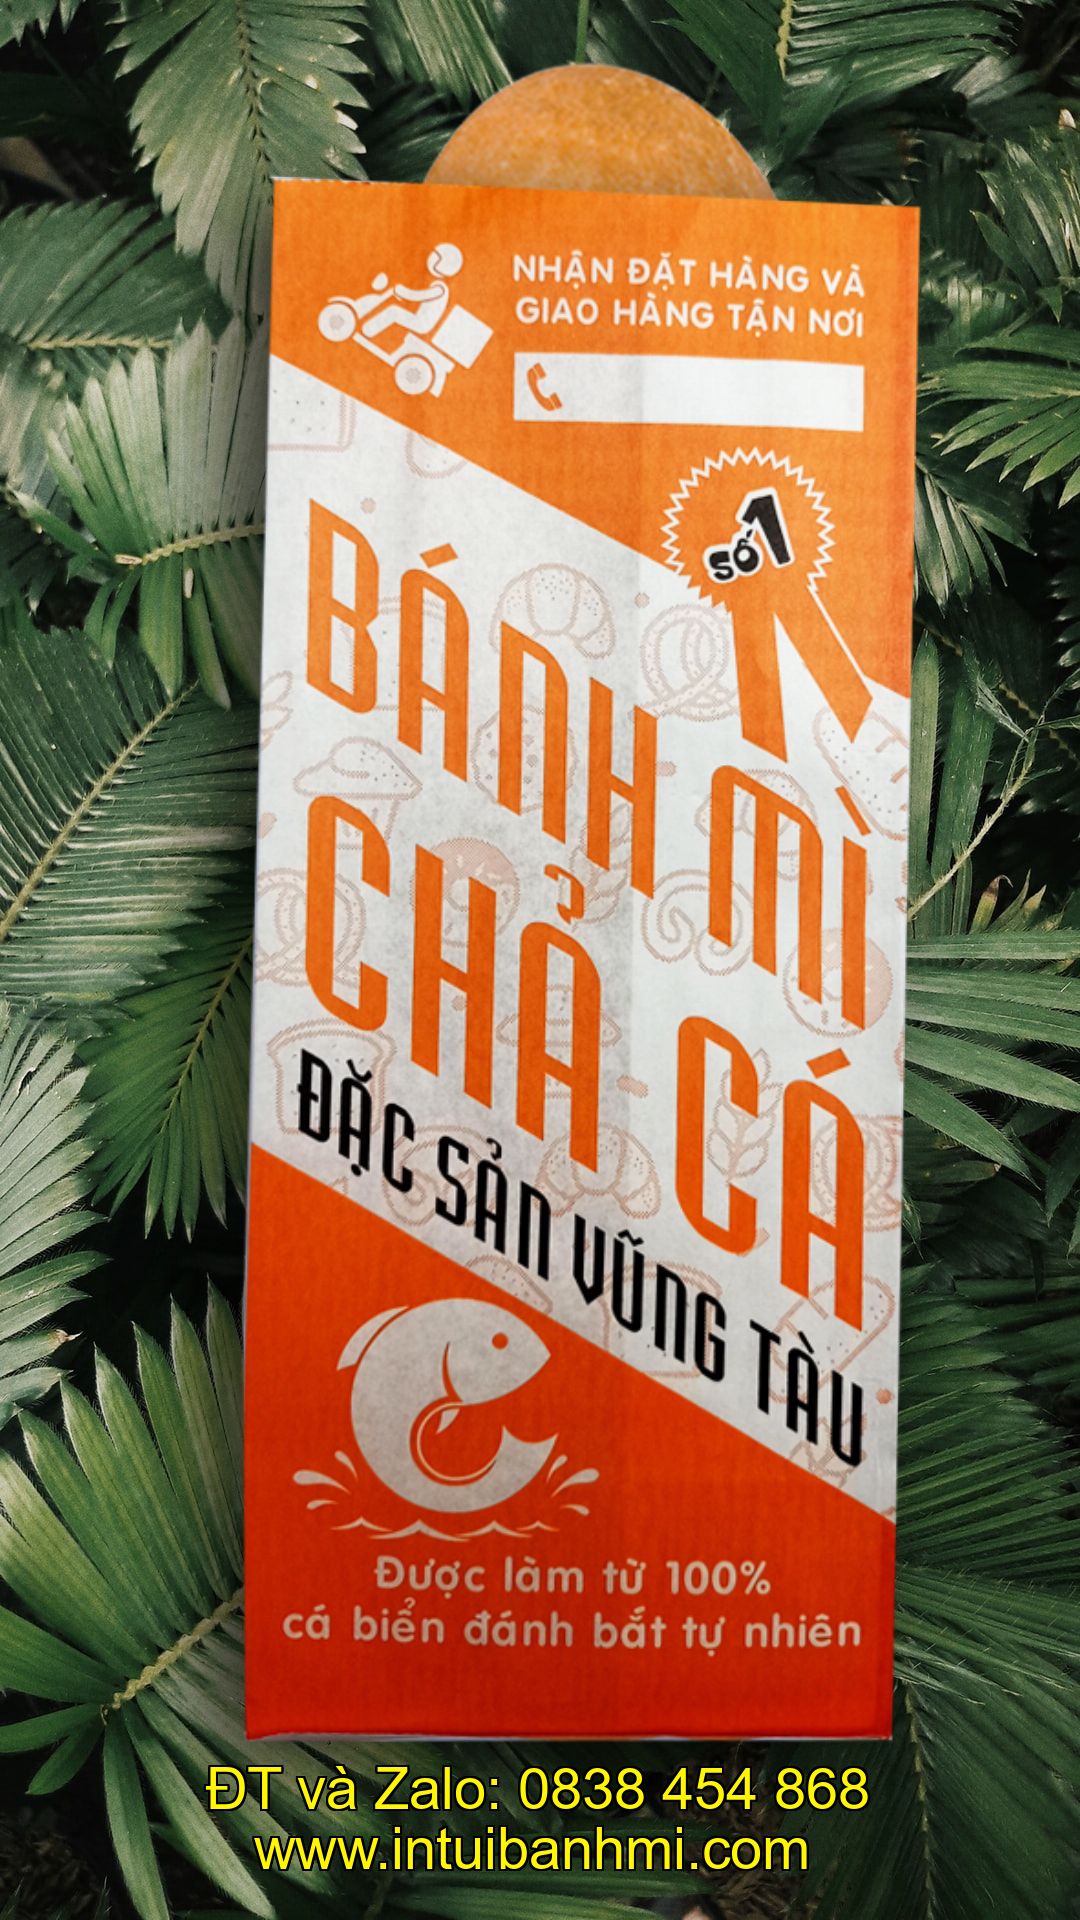 NHẬN ĐẶT HÀNG VÀ
GIAO HÀNG TẬN NƠI
SỐ 1
BÁNH MÌ
CHẢ CÁ
ĐẶC SẢN VŨNG TÀU
Được làm từ 100%
cá biển đánh bắt tự nhiên
ĐT và Zalo: 0838 454 868
www.intuibanhmi.com